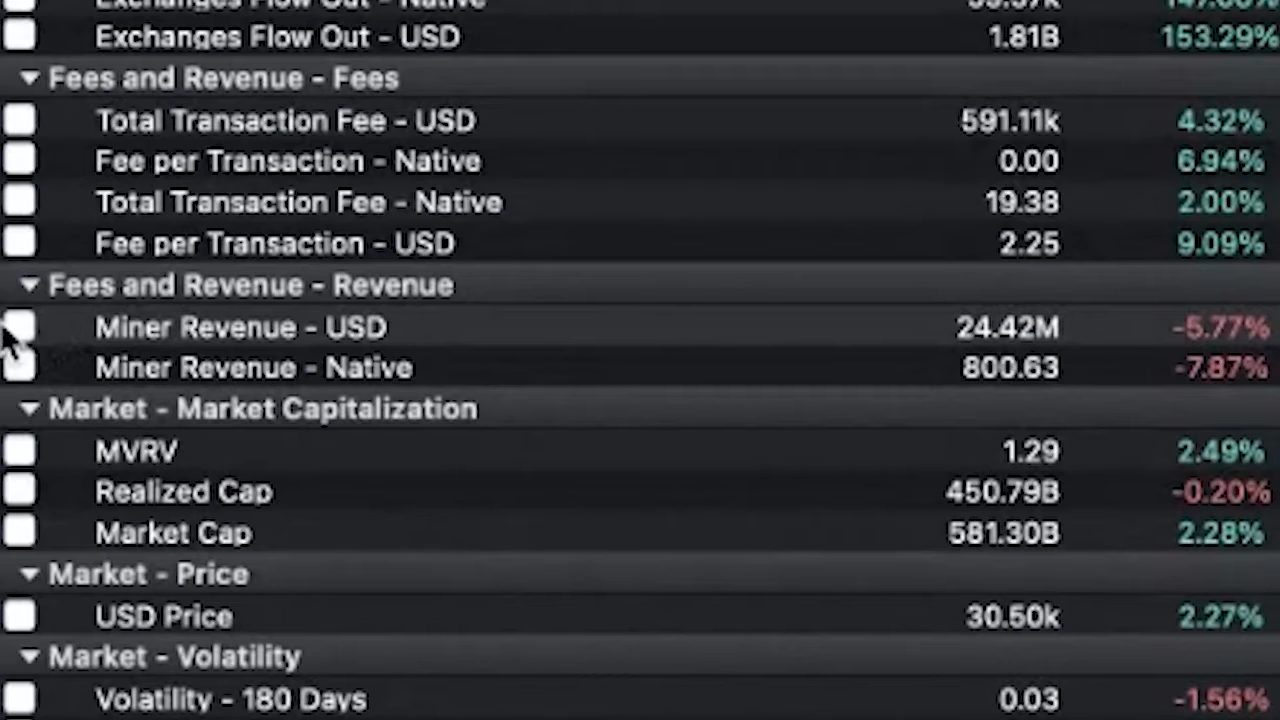 Exchanges Flow Out - Native
Exchanges Flow Out - USD 1.81B 153.29%
Fees and Revenue - Fees
Total Transaction Fee - USD 591.11k 4.32%
Fee per Transaction - Native 0.00 6.94%
Total Transaction Fee - Native 19.38 2.00%
Fee per Transaction - USD 2.25 9.09%
Fees and Revenue - Revenue
Miner Revenue - USD 24.42M -5.77%
Miner Revenue - Native 800.63 -7.87%
Market - Market Capitalization
MVRV 1.29 2.49%
Realized Cap 450.79B -0.20%
Market Cap 581.30B 2.28%
Market - Price
USD Price 30.50k 2.27%
Market - Volatility
Volatility - 180 Days 0.03 -1.56%